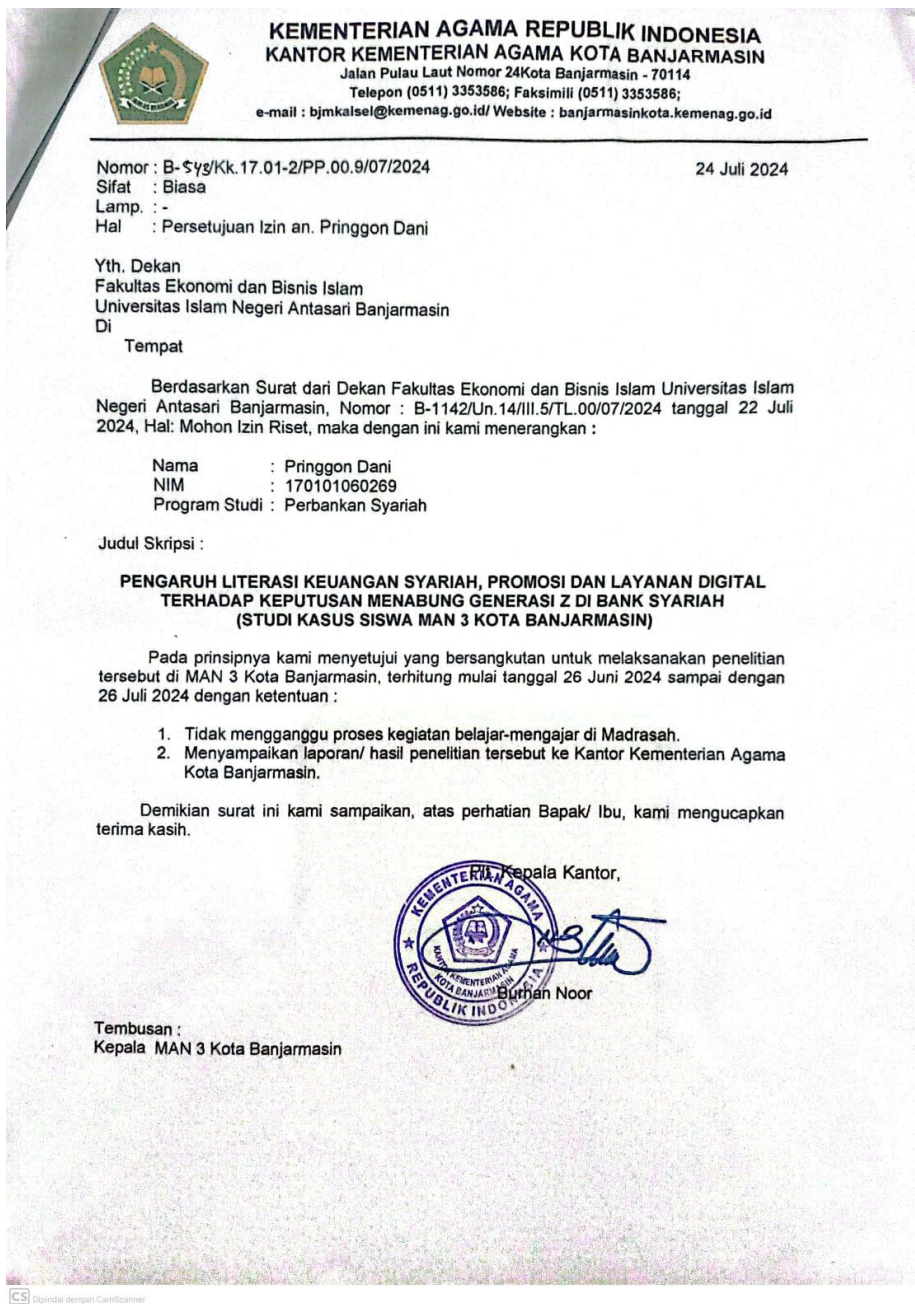 KEMENTERIAN AGAMA REPUBLIK INDONESIA
KANTOR KEMENTERIAN AGAMA KOTA BANJARMASIN
Jalan Pulau Laut Nomor 24Kota Banjarmasin - 70114
Telepon (0511) 3353586; Faksimili (0511) 3353586;
e-mail : bjmkalsel@kemenag.go.id/ Website : banjarmasinkota.kemenag.go.id
Nomor : B-548/Kk.17.01-2/PP.00.9/07/2024 24 Juli 2024
Sifat : Biasa
Lamp. : -
Hal : Persetujuan Izin an. Pringgon Dani
Yth. Dekan
Fakultas Ekonomi dan Bisnis Islam
Universitas Islam Negeri Antasari Banjarmasin
Di
Tempat
Berdasarkan Surat dari Dekan Fakultas Ekonomi dan Bisnis Islam Universitas Islam
Negeri Antasari Banjarmasin, Nomor : B-1142/Un.14/III.5/TL.00/07/2024 tanggal 22 Juli
2024, Hal: Mohon Izin Riset, maka dengan ini kami menerangkan :
Nama : Pringgon Dani
NIM : 170101060269
Program Studi : Perbankan Syariah
Judul Skripsi :
PENGARUH LITERASI KEUANGAN SYARIAH, PROMOSI DAN LAYANAN DIGITAL
TERHADAP KEPUTUSAN MENABUNG GENERASI Z DI BANK SYARIAH
(STUDI KASUS SISWA MAN 3 KOTA BANJARMASIN)
Pada prinsipnya kami menyetujui yang bersangkutan untuk melaksanakan penelitian
tersebut di MAN 3 Kota Banjarmasin, terhitung mulai tanggal 26 Juni 2024 sampai dengan
26 Juli 2024 dengan ketentuan :
1. Tidak mengganggu proses kegiatan belajar-mengajar di Madrasah.
2. Menyampaikan laporan/ hasil penelitian tersebut ke Kantor Kementerian Agama
Kota Banjarmasin.
Demikian surat ini kami sampaikan, atas perhatian Bapak/ Ibu, kami mengucapkan
terima kasih.
Plt. Kepala Kantor,
KEMENTERIAN AGAMA
REPUBLIK INDONESIA
KANTOR KEMENTERIAN AGAMA
KOTA BANJARMASIN
Burhan Noor
Tembusan :
Kepala MAN 3 Kota Banjarmasin
CS Dipindai dengan CamScanner